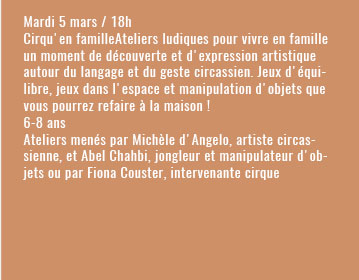 Mardi 5 mars / 18h
Cirqu'en familleAteliers ludiques pour vivre en famille
un moment de découverte et d'expression artistique
autour du langage et du geste circassien. Jeux d'équi-
libre, jeux dans l'espace et manipulation d'objets que
vous pourrez refaire à la maison !
6-8 ans
Ateliers menés par Michèle d'Angelo, artiste circas-
sienne, et Abel Chahbi, jongleur et manipulateur d'ob-
jets ou par Fiona Couster, intervenante cirque